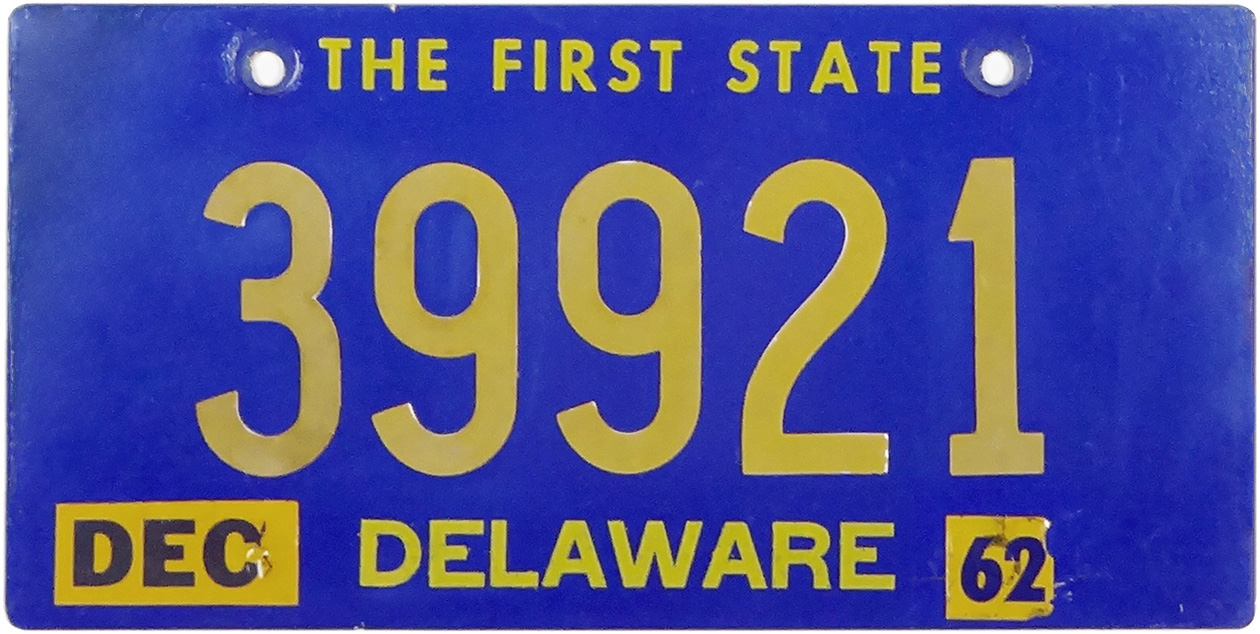 THE FIRST STATE
39921
DEC DELAWARE 62